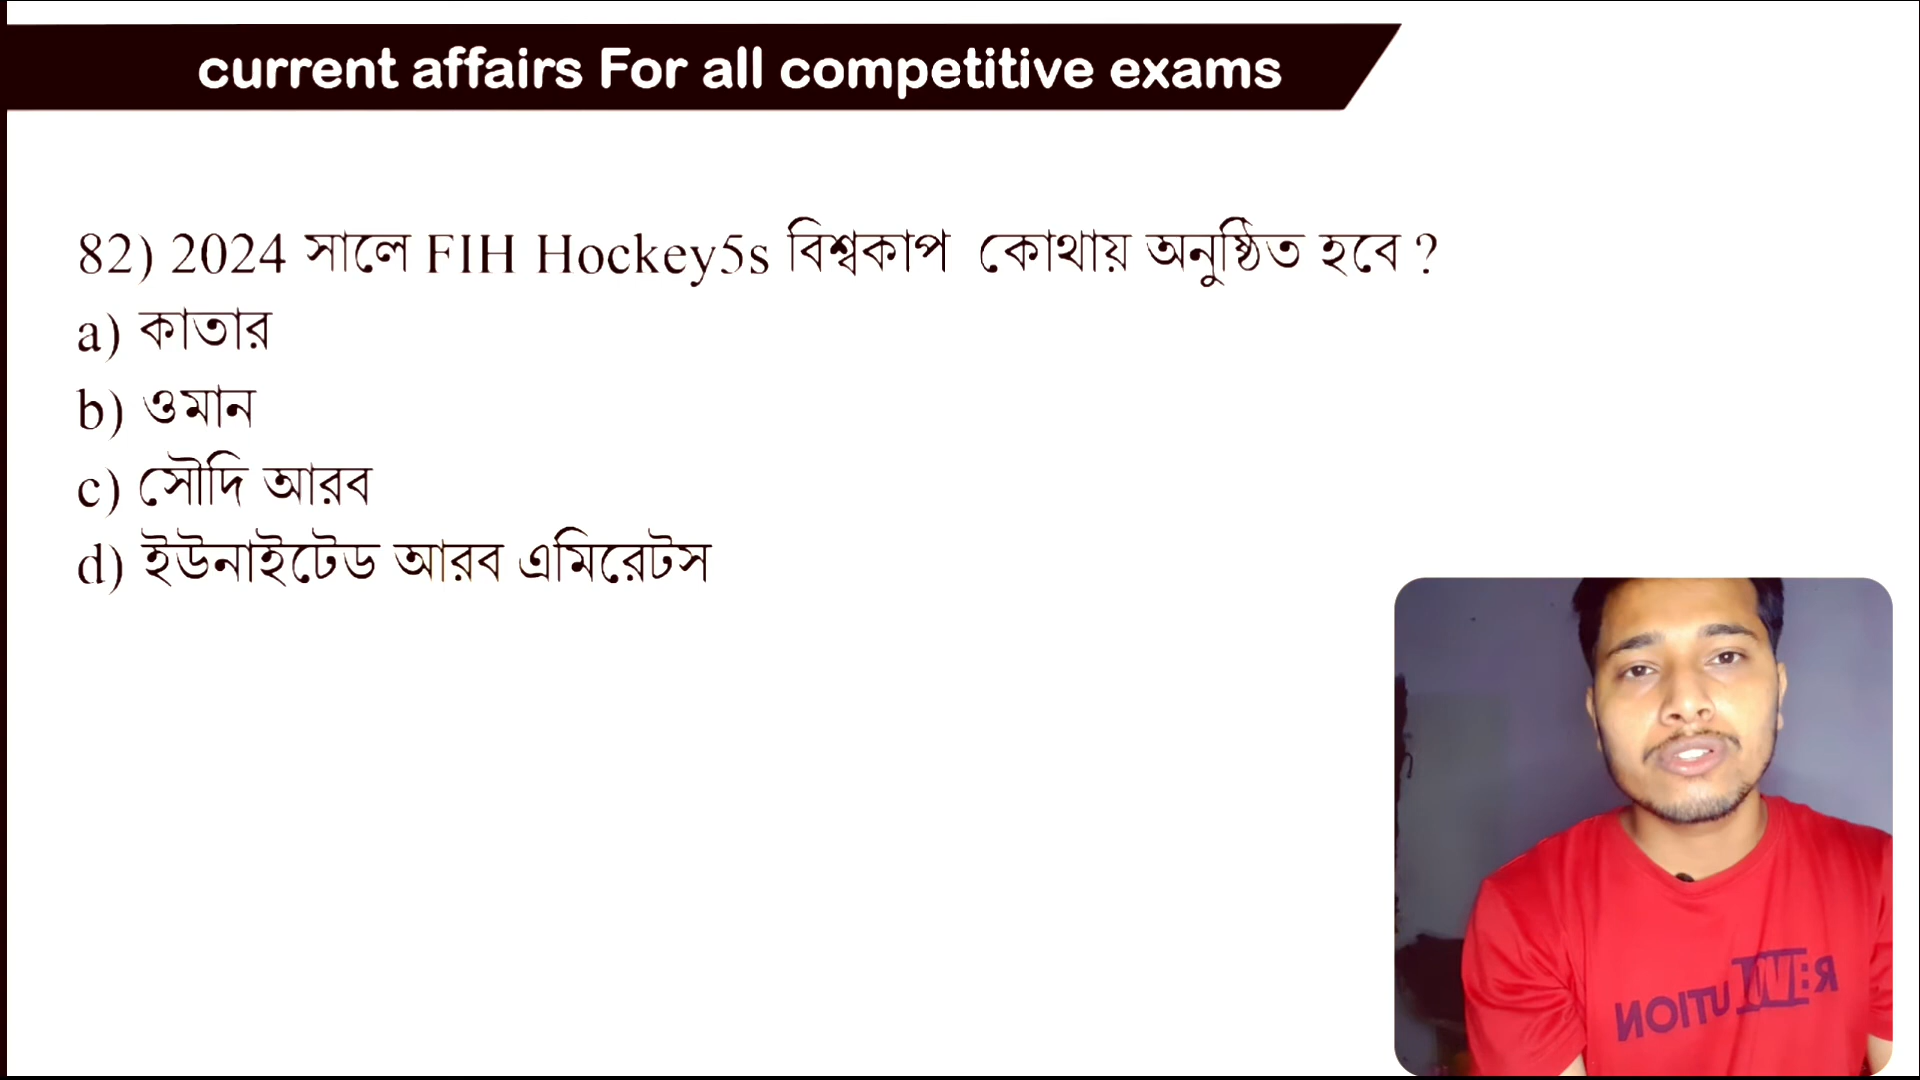 current affairs For all competitive exams
82) 2024 সালে FIH Hockey5s বিশ্বকাপ কোথায় অনুষ্ঠিত হবে ?
a) কাতার
b) ওমান
c) সৌদি আরব
d) ইউনাইটেড আরব এমিরেটস
REVOLUTION